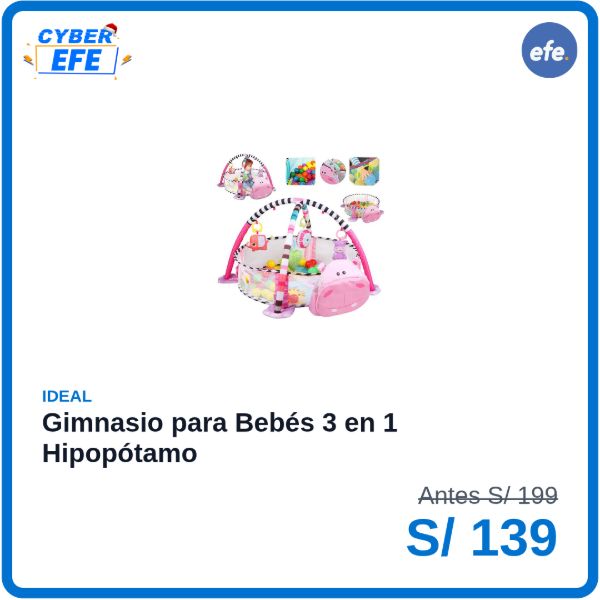 CYBER
EFE
efe.
IDEAL
Gimnasio para Bebés 3 en 1
Hipopótamo
Antes S/ 199
S/ 139